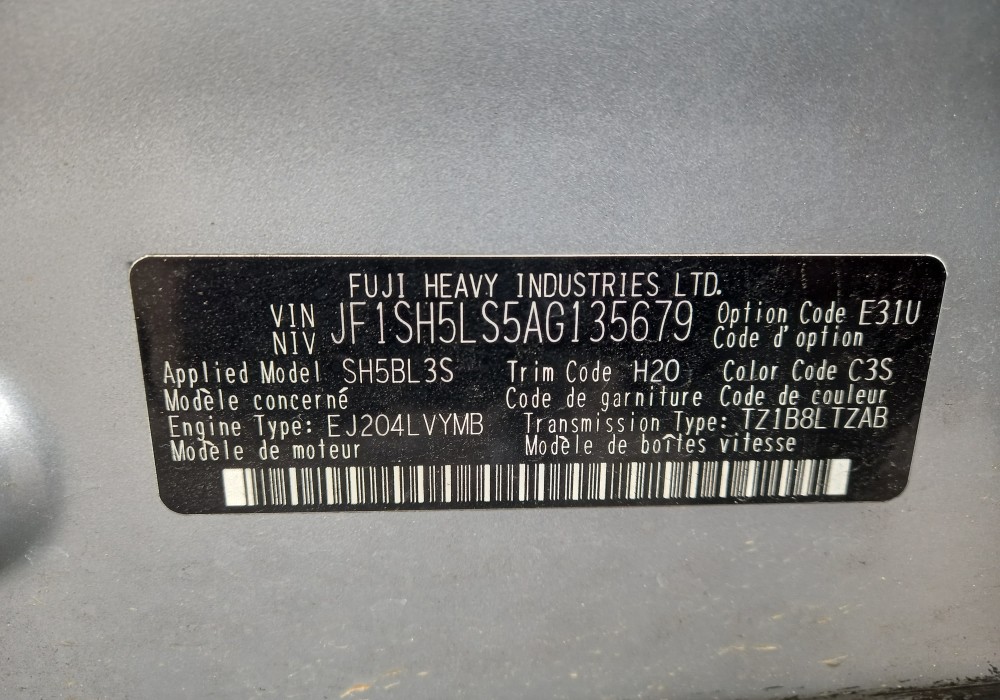 FUJI HEAVY INDUSTRIES LTD.
VIN JF1SH5LS5AG135679 Option Code E31U
NIV Code d'option
Applied Model SH5BL3S Trim Code H20 Color Code C3S
Modèle concerné Code de garniture Code de couleur
Engine Type: EJ204LVYMB Transmission Type: TZ1B8LTZAB
Modèle de moteur Modèle de boîtes vitesse